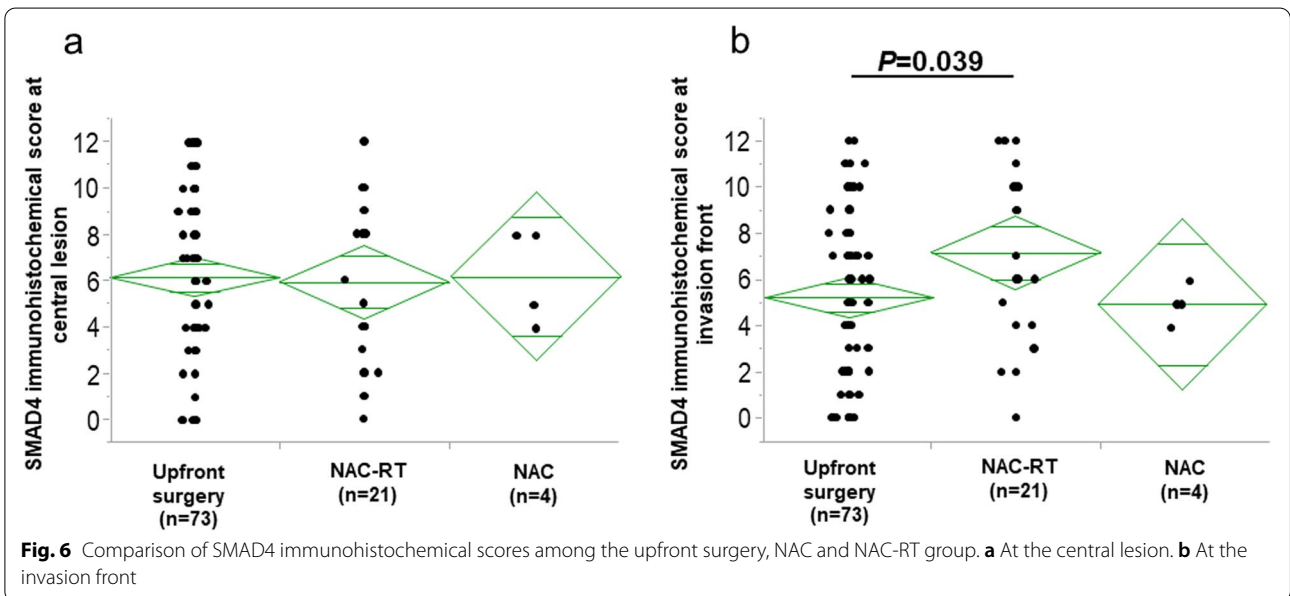 a
SMAD4 immunohistochemical score at
central lesion
12
10
8
6
4
2
0
Upfront
surgery
(n=73)
NAC-RT
(n=21)
NAC
(n=4)
b
P=0.039
SMAD4 immunohistochemical score at
invasion front
12
10
8
6
4
2
0
Upfront
surgery
(n=73)
NAC-RT
(n=21)
NAC
(n=4)
Fig. 6 Comparison of SMAD4 immunohistochemical scores among the upfront surgery, NAC and NAC-RT group. a At the central lesion. b At the
invasion front